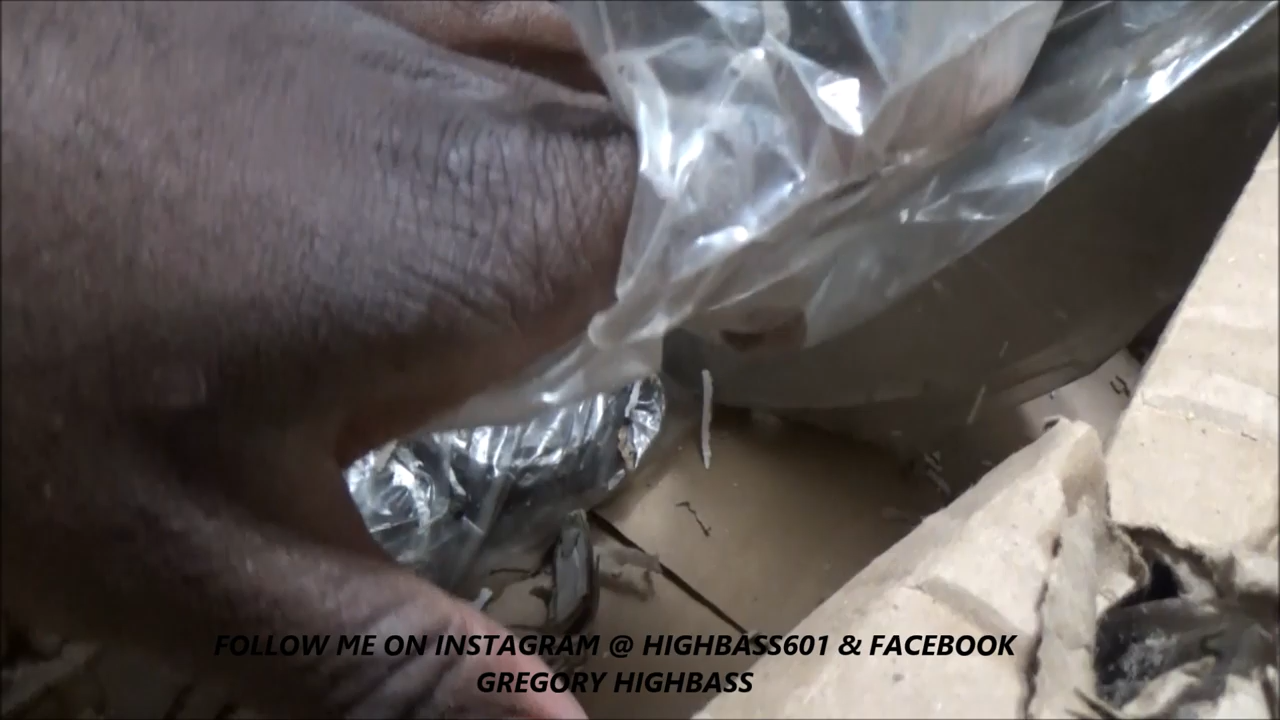 FOLLOW ME ON INSTAGRAM @ HIGHBASS601 & FACEBOOK
GREGORY HIGHBASS